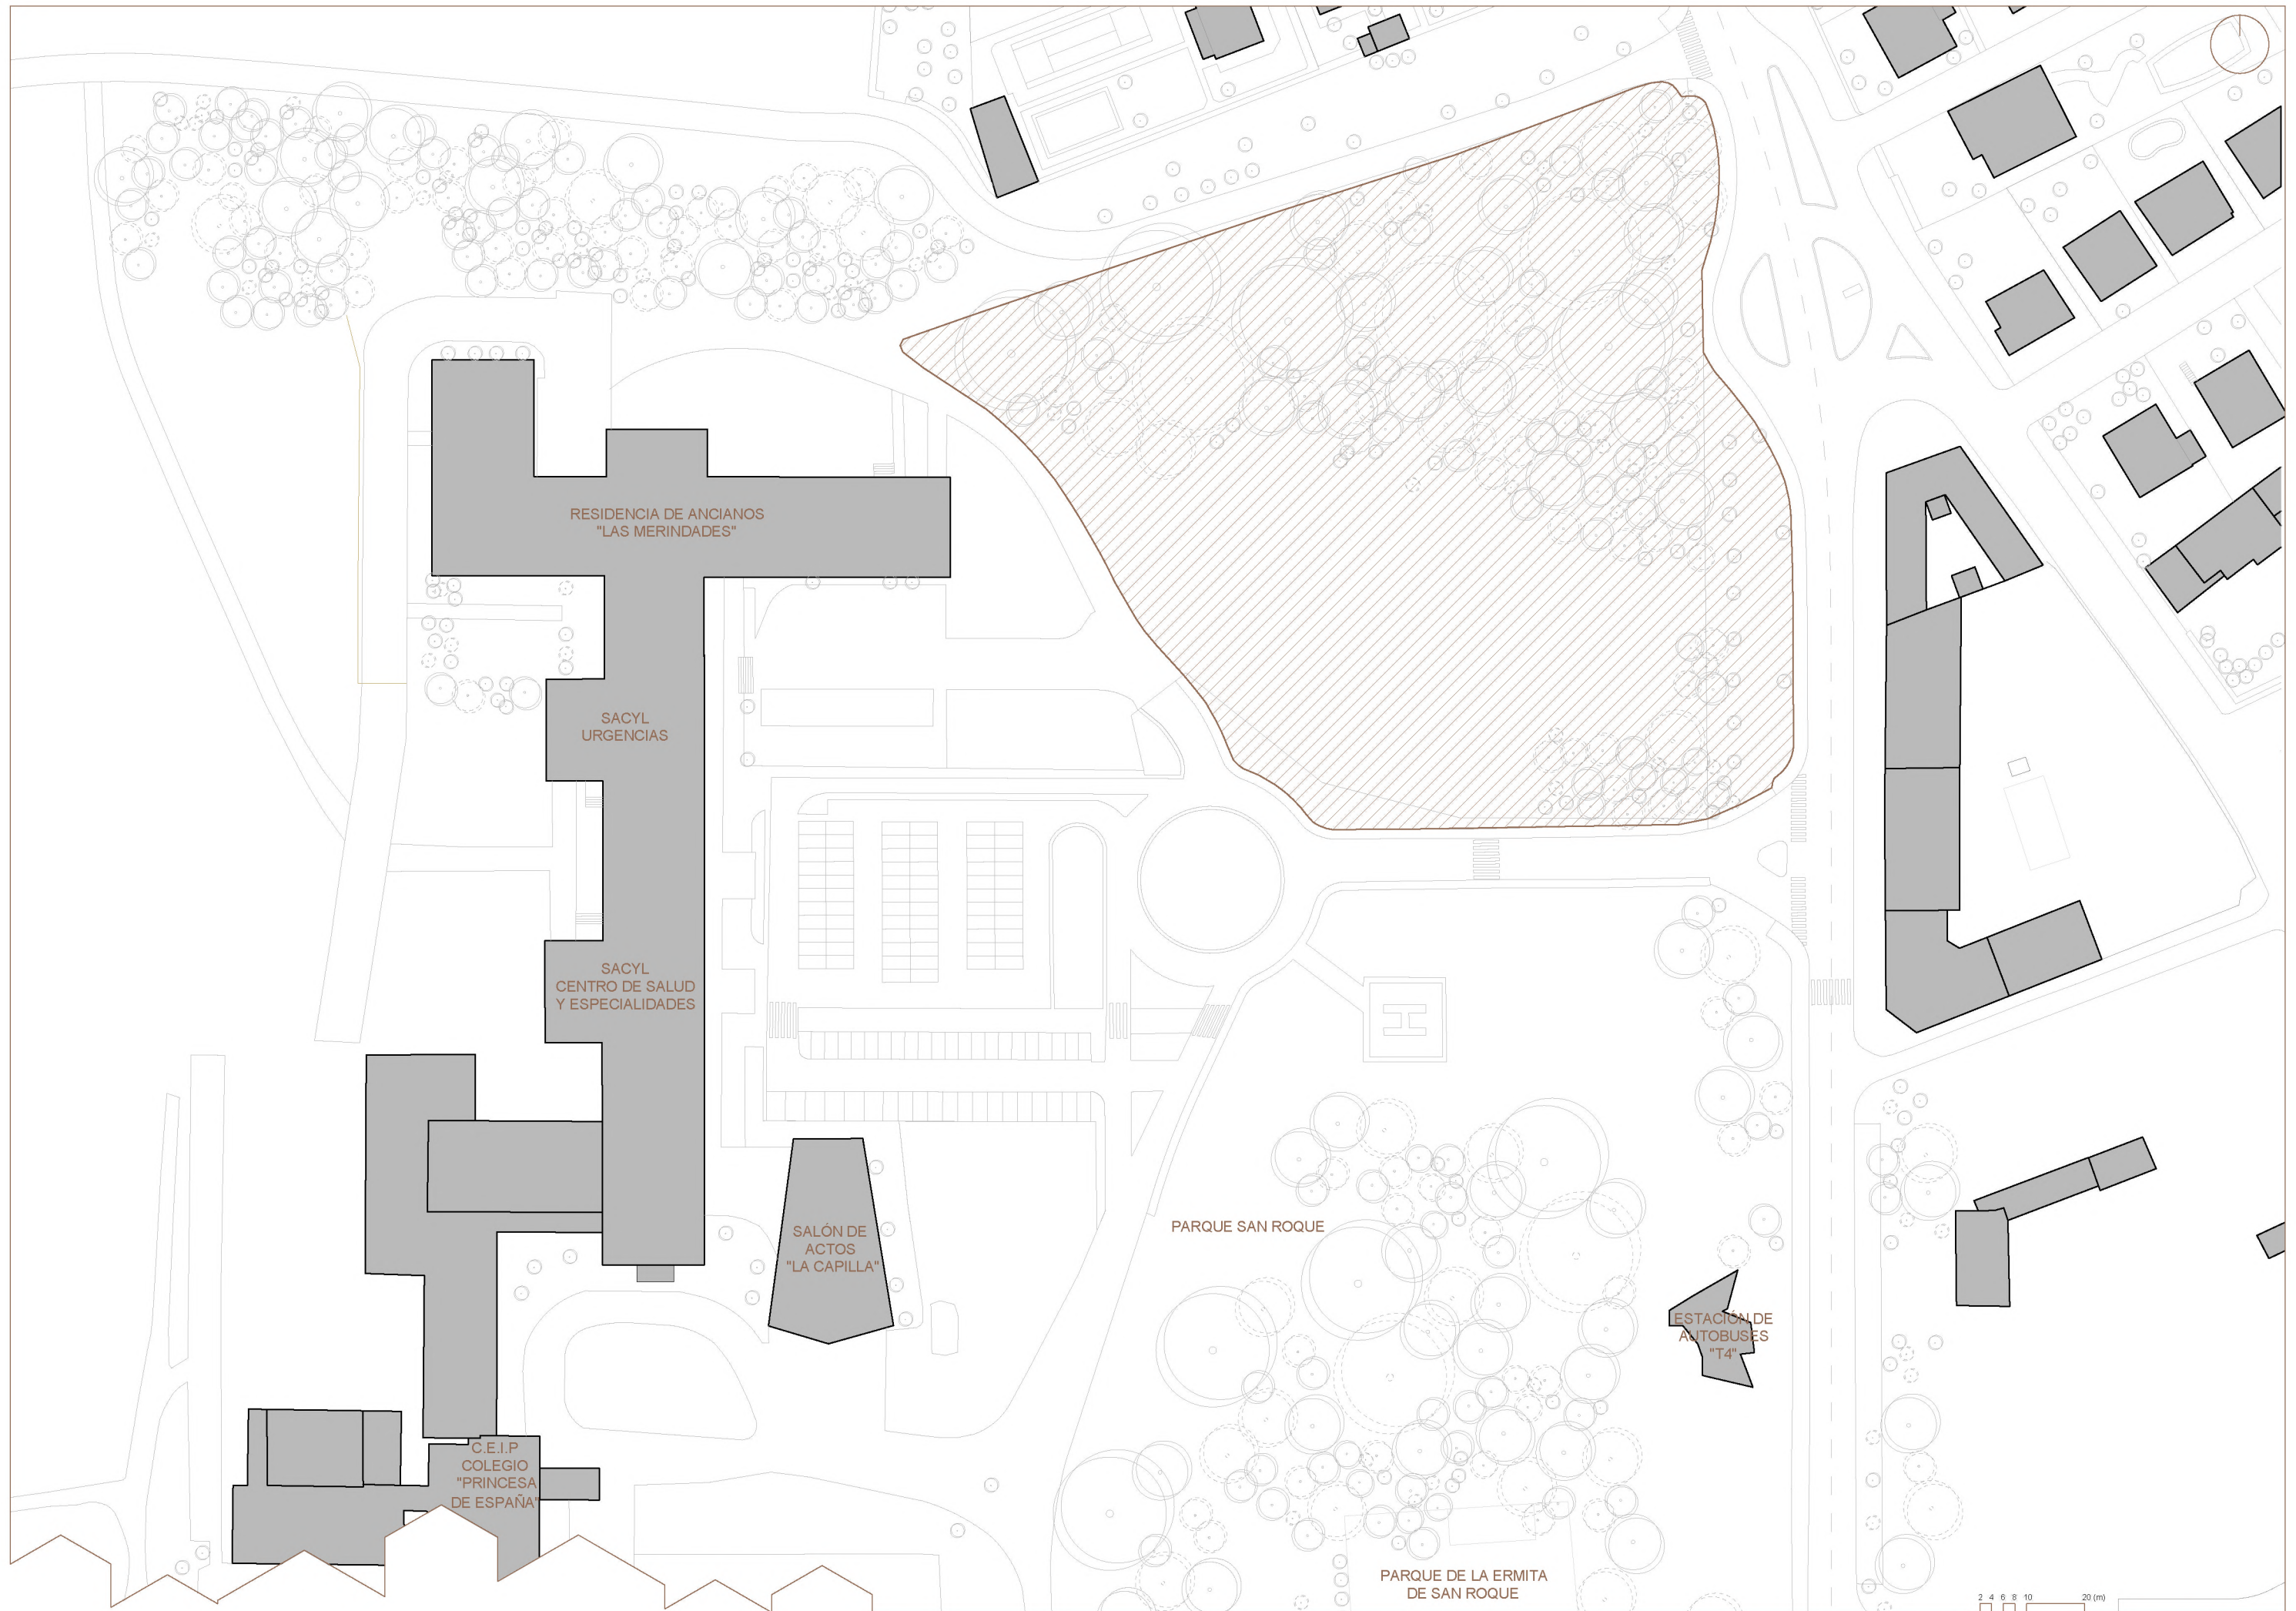 RESIDENCIA DE ANCIANOS
"LAS MERINDADES"
SACYL
URGENCIAS
SACYL
CENTRO DE SALUD
Y ESPECIALIDADES
H
PARQUE SAN ROQUE
SALÓN DE
ACTOS
"LA CAPILLA"
ESTACIÓN DE
AUTOBUSES
"T4"
C.E.I.P
COLEGIO
"PRINCESA
DE ESPAÑA"
PARQUE DE LA ERMITA
DE SAN ROQUE
2 4 6 8 10 20 (m)